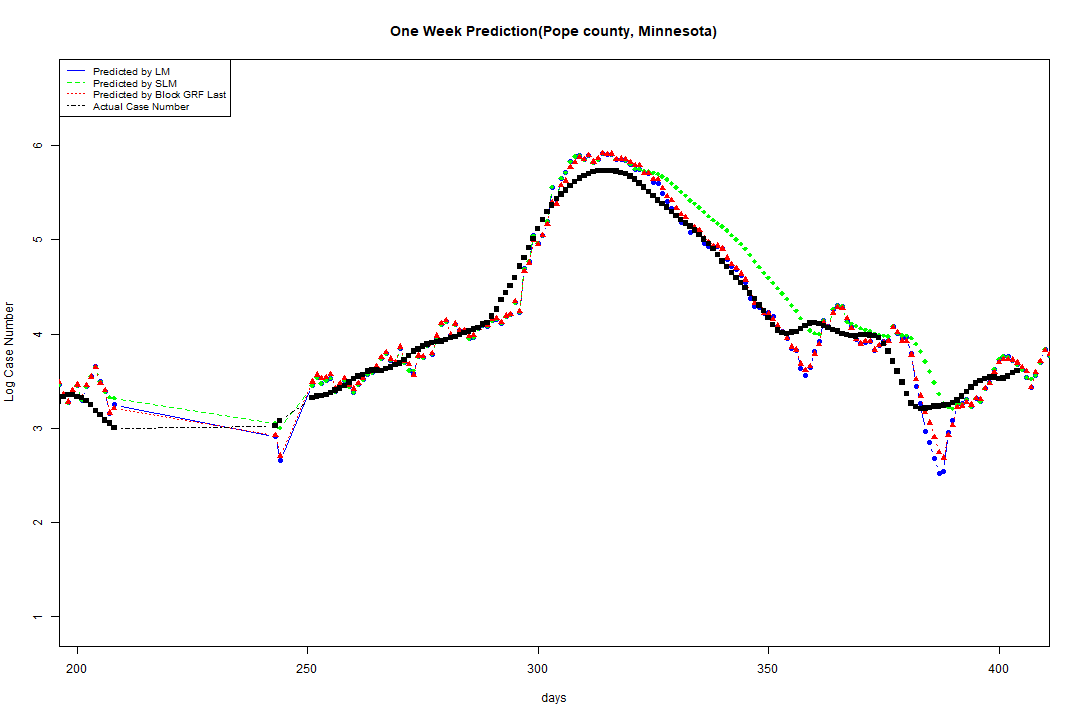 One Week Prediction(Pope county, Minnesota)
Predicted by LM
Predicted by SLM
Predicted by Block GRF Last
Actual Case Number
6
5
4
3
2
1
Log Case Number
200 250 300 350 400
days